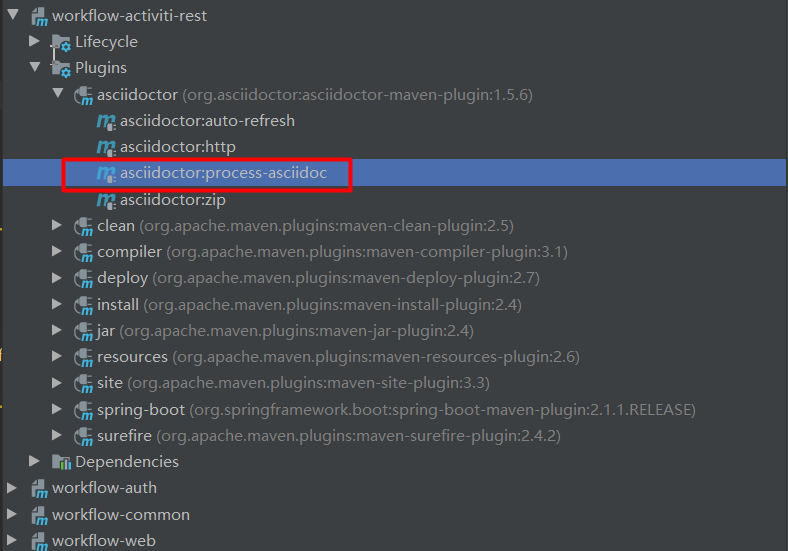 workflow-activiti-rest
Lifecycle
Plugins
asciidoctor (org.asciidoctor:asciidoctor-maven-plugin:1.5.6)
asciidoctor:auto-refresh
asciidoctor:http
asciidoctor:process-asciidoc
asciidoctor:zip
clean (org.apache.maven.plugins:maven-clean-plugin:2.5)
compiler (org.apache.maven.plugins:maven-compiler-plugin:3.1)
deploy (org.apache.maven.plugins:maven-deploy-plugin:2.7)
install (org.apache.maven.plugins:maven-install-plugin:2.4)
jar (org.apache.maven.plugins:maven-jar-plugin:2.4)
resources (org.apache.maven.plugins:maven-resources-plugin:2.6)
site (org.apache.maven.plugins:maven-site-plugin:3.3)
spring-boot (org.springframework.boot:spring-boot-maven-plugin:2.1.1.RELEASE)
surefire (org.apache.maven.plugins:maven-surefire-plugin:2.4.2)
Dependencies
workflow-auth
workflow-common
workflow-web